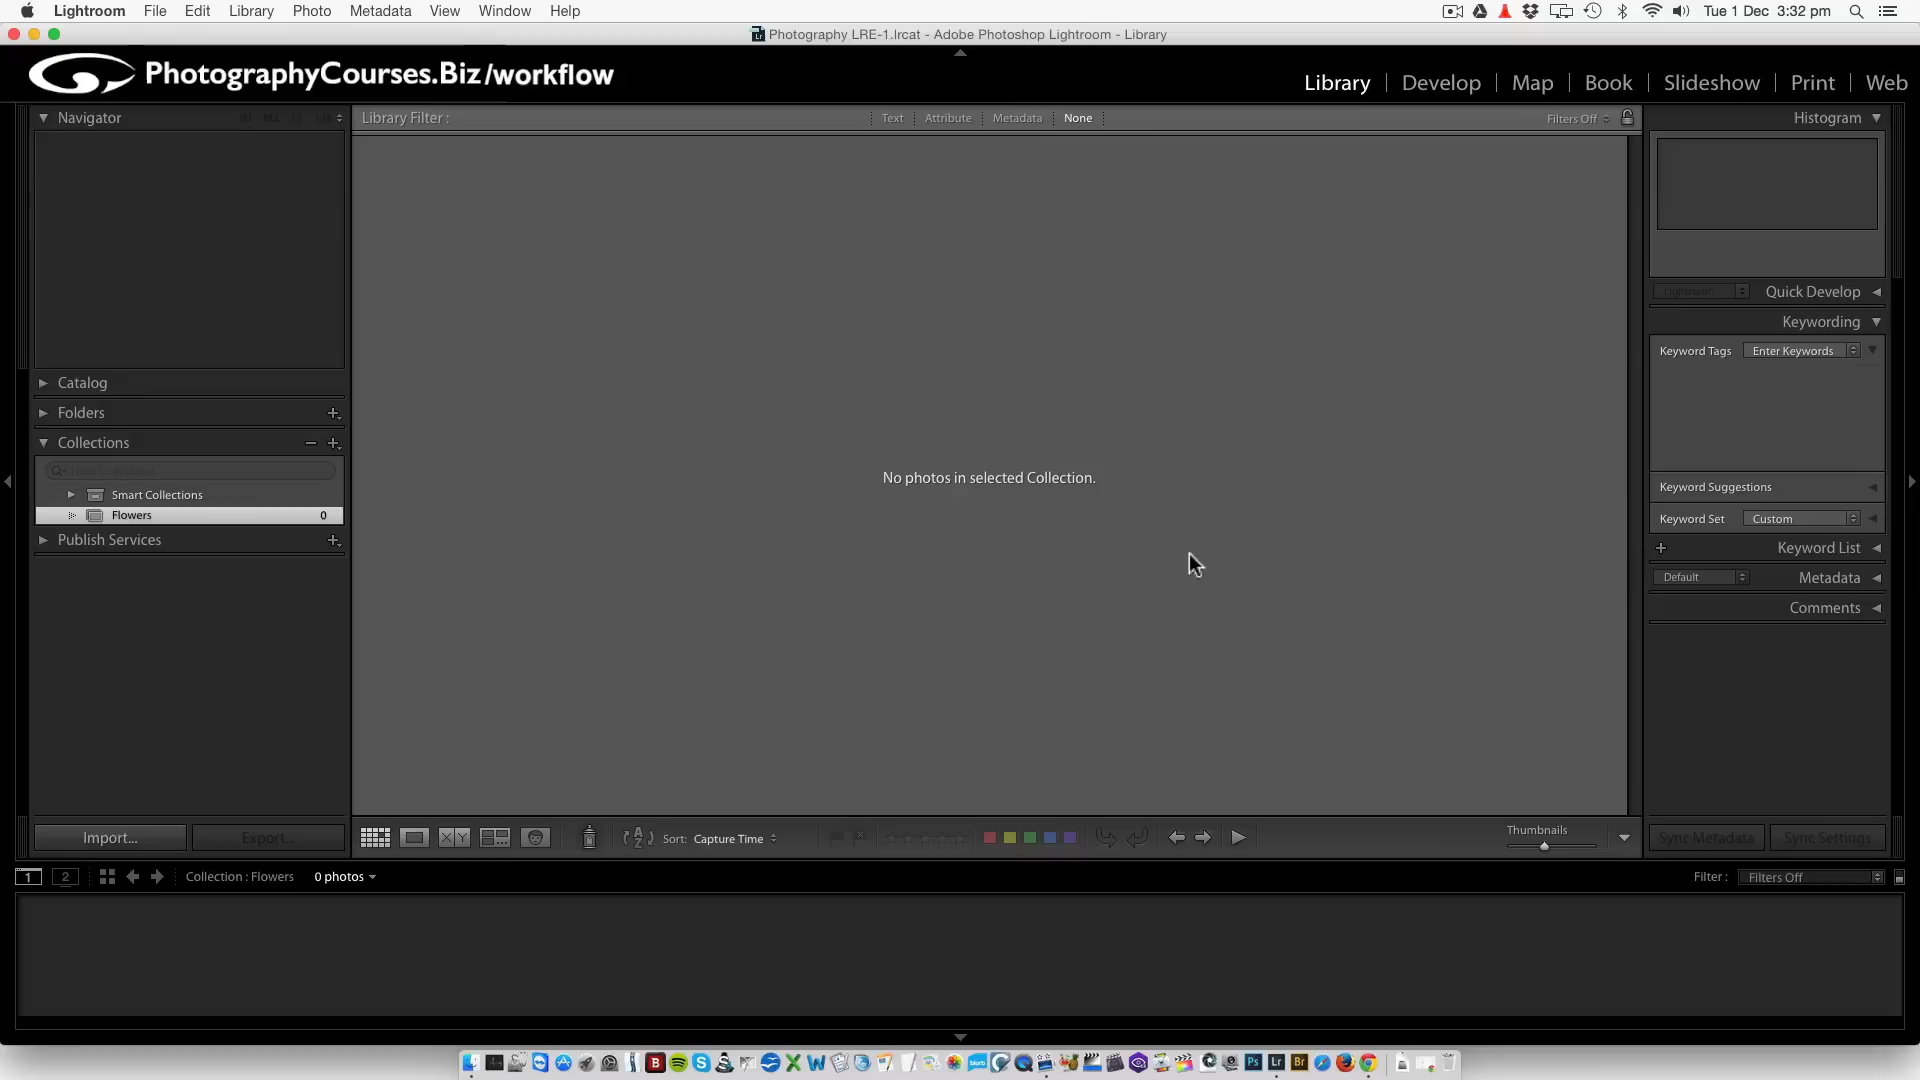 Lightroom File Edit Library Photo Metadata View Window Help Tue 1 Dec 3:32 pm
Photography LRE-1.lrcat - Adobe Photoshop Lightroom - Library
PhotographyCourses.Biz/workflow
Library Develop Map Book Slideshow Print Web
Navigator
Library Filter : Text Attribute Metadata None Filters Off
Histogram
Quick Develop
Keywording
Keyword Tags Enter Keywords
Catalog
Folders
Collections
Smart Collections
Flowers 0
Publish Services
No photos in selected Collection.
Keyword Suggestions
Keyword Set Custom
Keyword List
Default Metadata
Comments
Import... Export...
Sort: Capture Time
Thumbnails
Sync Metadata Sync Settings
1 2 Collection : Flowers 0 photos
Filter : Filters Off